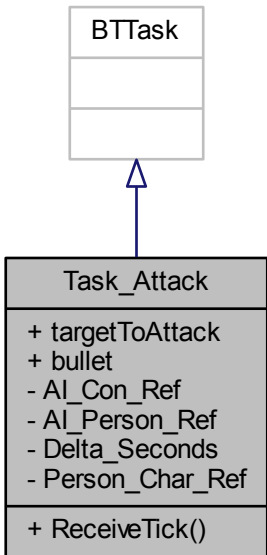 BTTask
Task_Attack
+ targetToAttack
+ bullet
- AI_Con_Ref
- AI_Person_Ref
- Delta_Seconds
- Person_Char_Ref
+ ReceiveTick()